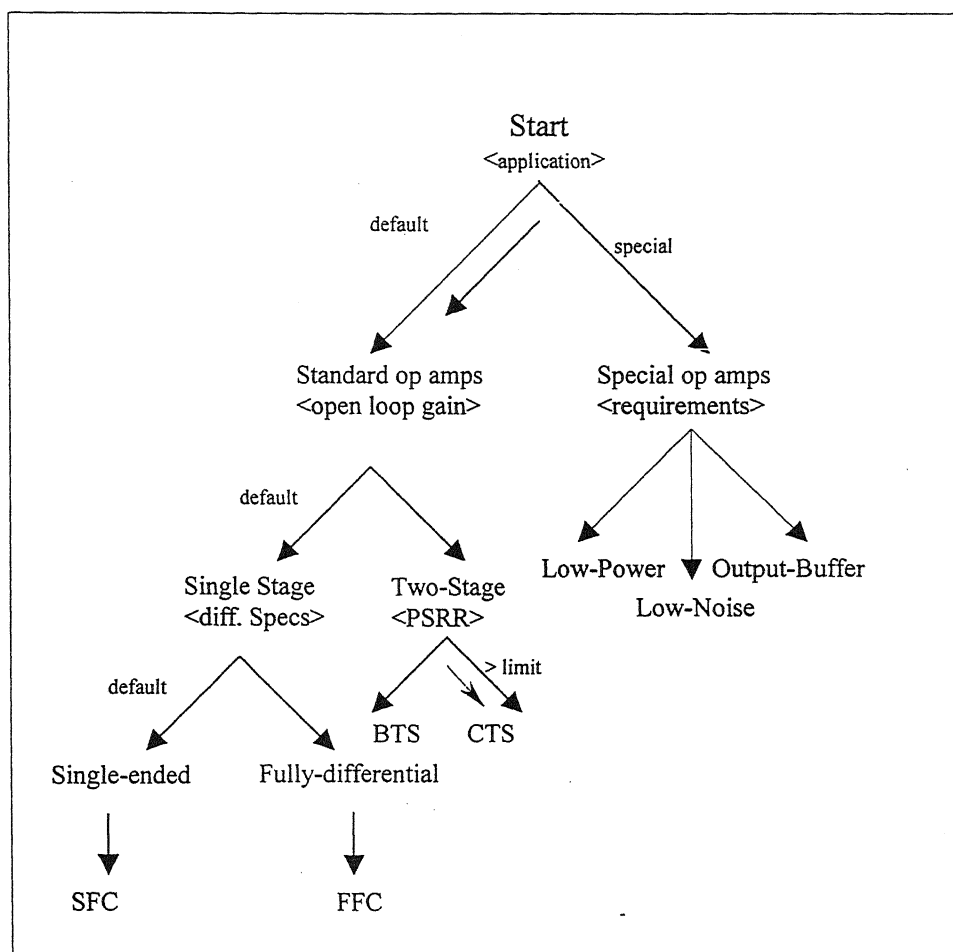 Start
<application>
default
special
Standard op amps
<open loop gain>
Special op amps
<requirements>
default
Single Stage
<diff. Specs>
Two-Stage
<PSRR>
Low-Power
Output-Buffer
Low-Noise
default
> limit
BTS
CTS
Single-ended
Fully-differential
SFC
FFC